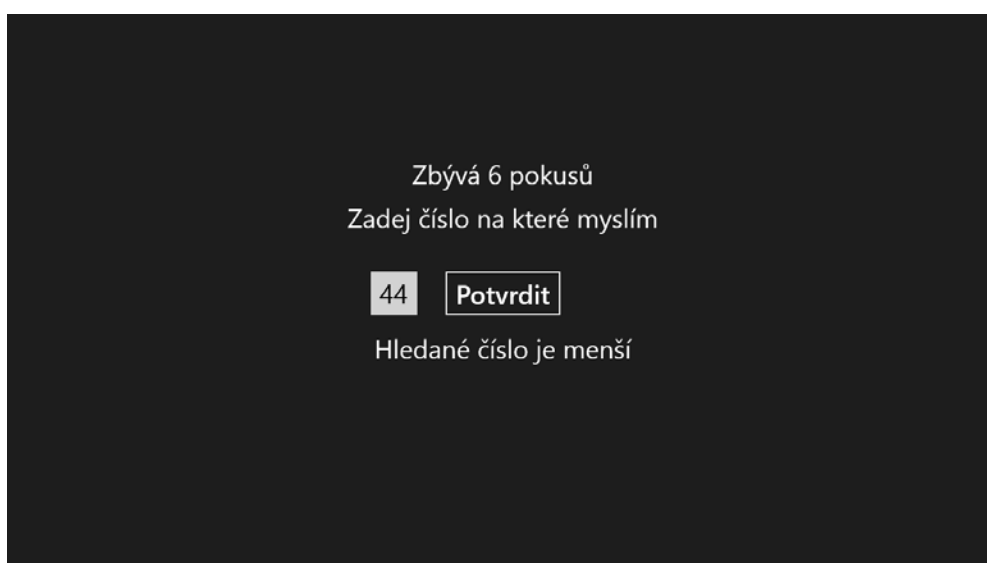 Zbývá 6 pokusů
Zadej číslo na které myslím
44 Potvrdit
Hledané číslo je menší